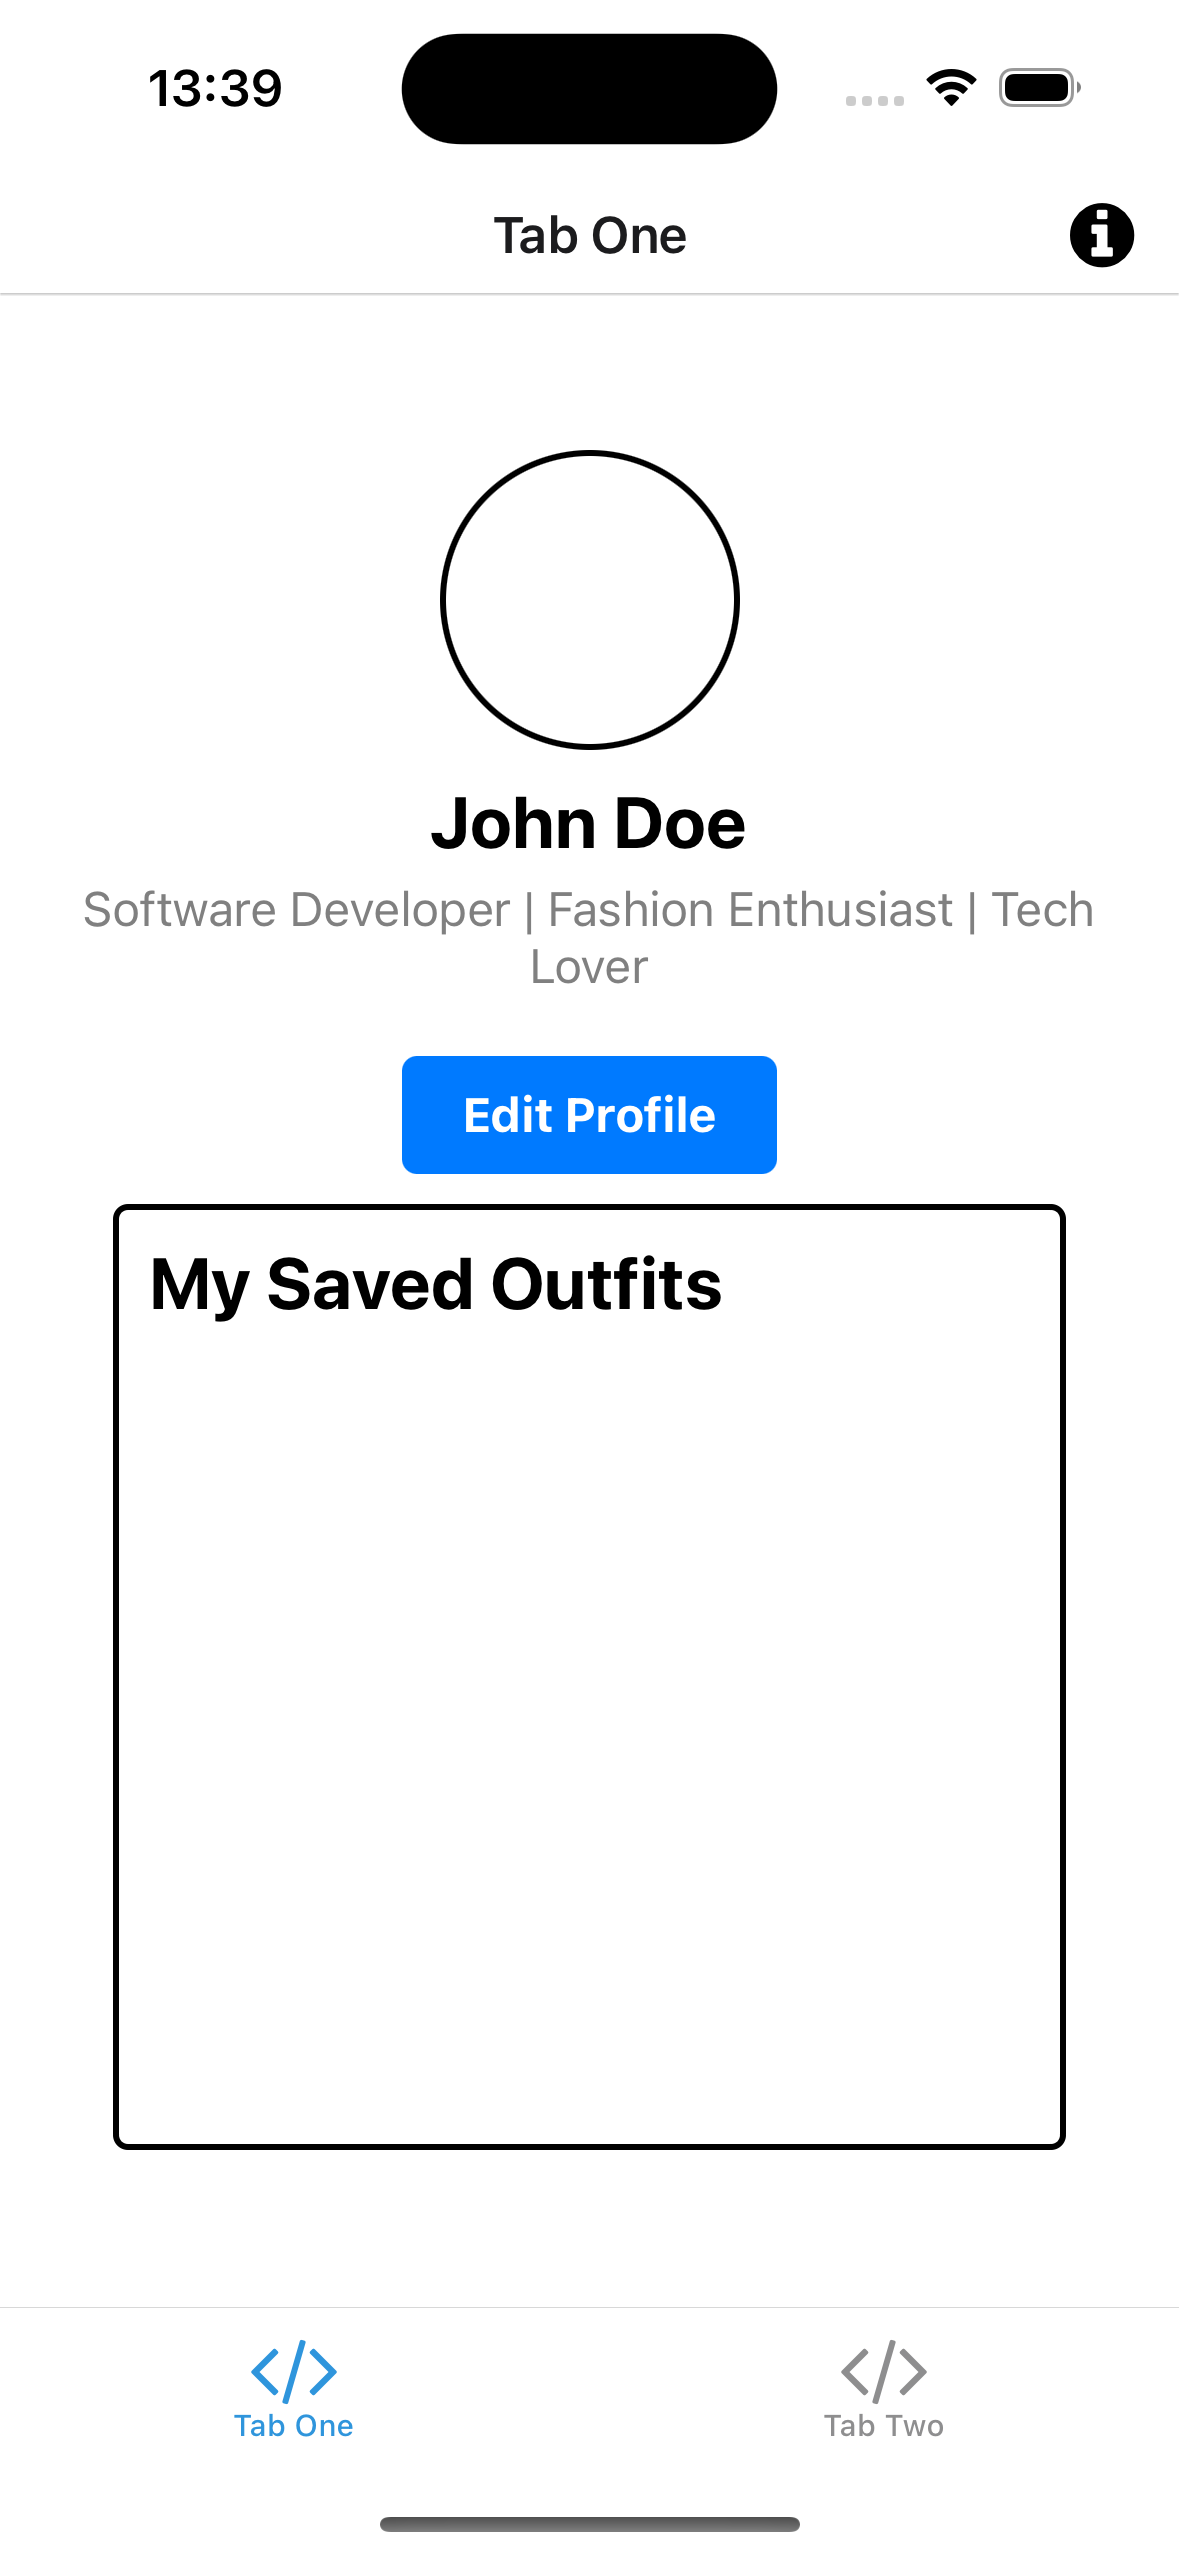 13:39
Tab One
John Doe
Software Developer | Fashion Enthusiast | Tech
Lover
Edit Profile
My Saved Outfits
Tab One
Tab Two